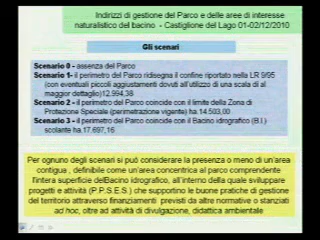 Indirizzi di gestione del Parco e delle aree di interesse
naturalistico del bacino - Castiglione del Lago 01-02/12/2010
Gli scenari
Scenario 0 - assenza del Parco
Scenario 1- il perimetro del Parco ridisegna il confine riportato nella LR 9/95
(con eventuali piccoli aggiustamenti dovuti all'utilizzo di una scala di al
maggior dettaglio)12.994,38
Scenario 2 - il perimetro del Parco coincide con il limite della Zona di
Protezione Speciale (perimetrazione vigente) ha.14.503,00
Scenario 3 - il perimetro del Parco coincide con il Bacino idrografico (B.I.)
scolante ha.17.697,16
Per ognuno degli scenari si può considerare la presenza o meno di un'area
contigua , definibile come un'area concentrica al parco comprendente
l'intera superficie delBacino idrografico, all'interno della quale sviluppare
progetti e attività (P.P.S.E.S.) che supportino le buone pratiche di gestione
del territorio attraverso finanziamenti previsti da altre normative o stanziati
ad hoc, oltre ad attività di divulgazione, didattica ambientale